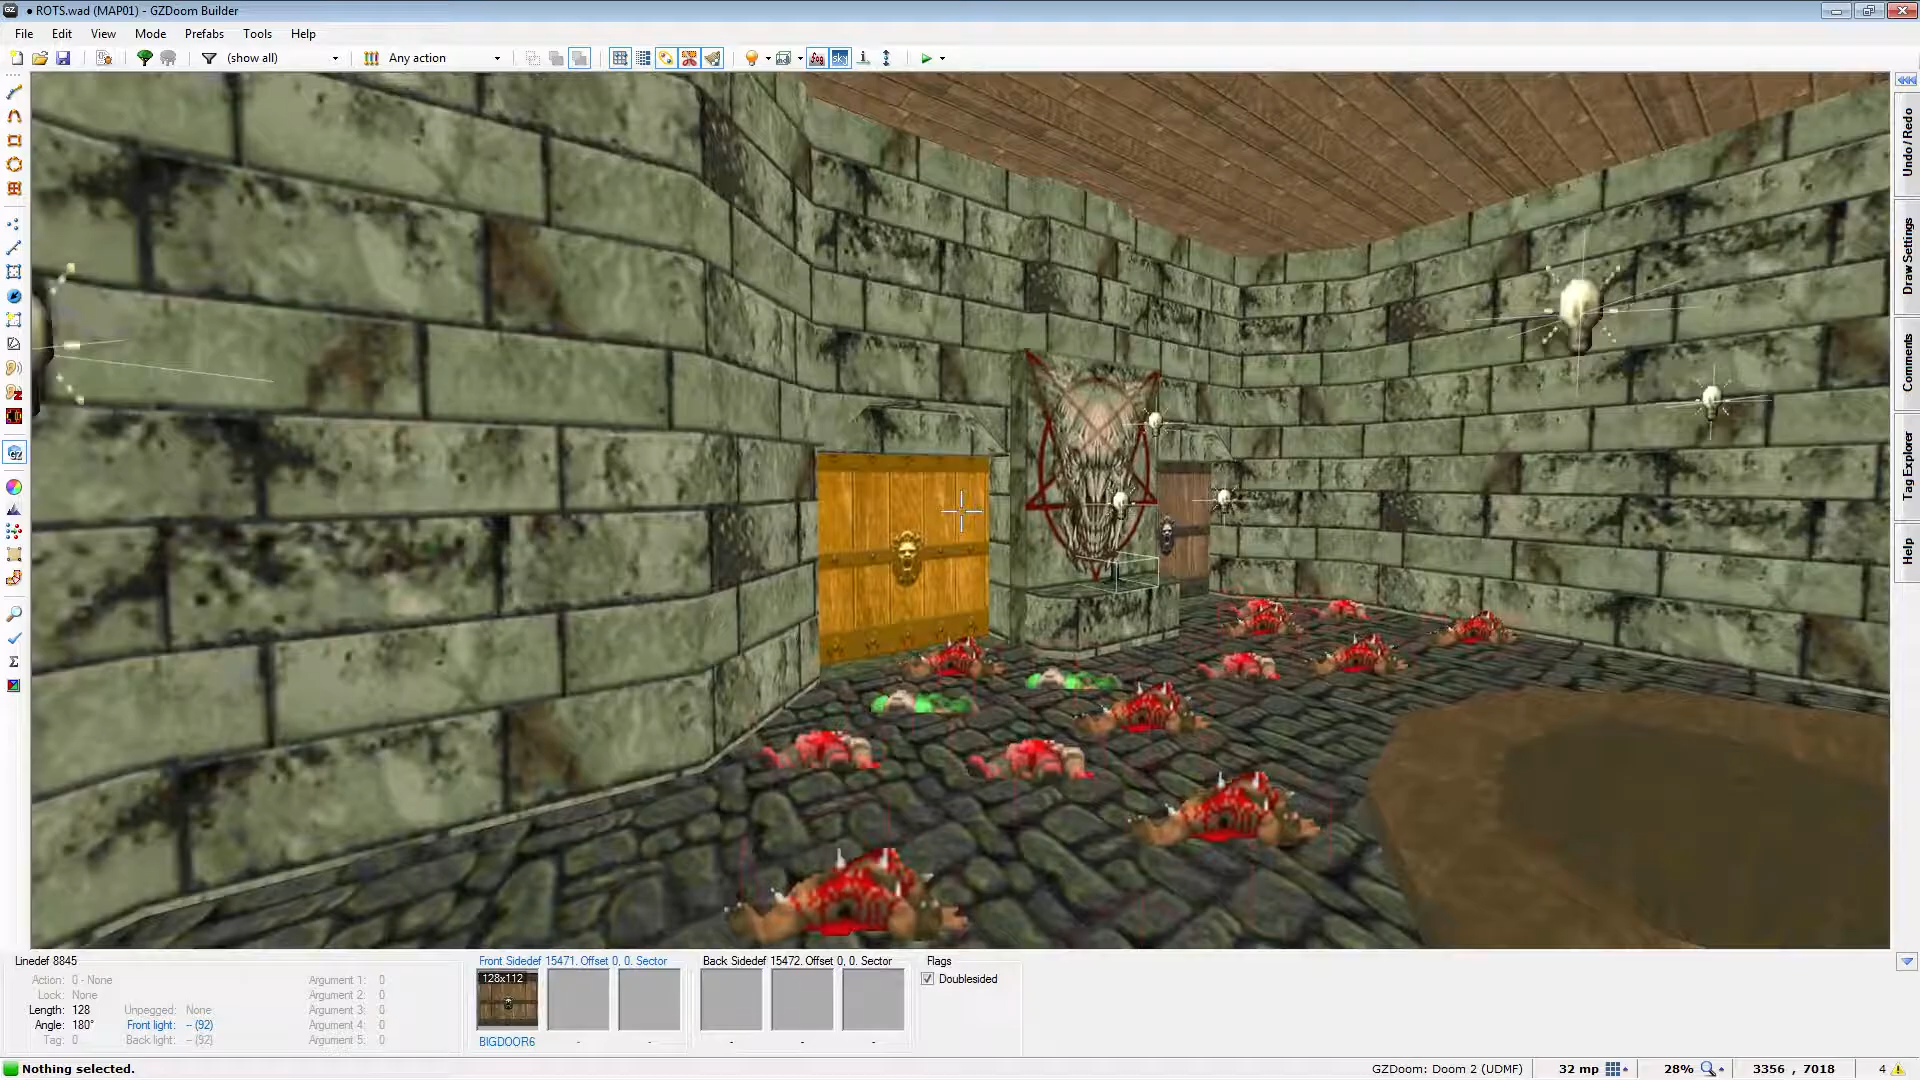 • ROTS.wad (MAP01) - GZDoom Builder
File Edit View Mode Prefabs Tools Help
(show all) Any action
Undo / Redo
Draw Settings
Comments
Tag Explorer
Help
Linedef 8845
Action: 0 - None
Lock: None
Length: 128
Angle: 180°
Tag: 0
Unpegged: None
Front light: -- (92)
Back light: -- (92)
Argument 1: 0
Argument 2: 0
Argument 3: 0
Argument 4: 0
Argument 5: 0
Front Sidedef 15471. Offset 0, 0. Sector
128x112
BIGDOOR6 - -
Back Sidedef 15472. Offset 0, 0. Sector
- - -
Flags
Doublesided
Nothing selected.
GZDoom: Doom 2 (UDMF) 32 mp 28% 3356 , 7018 4